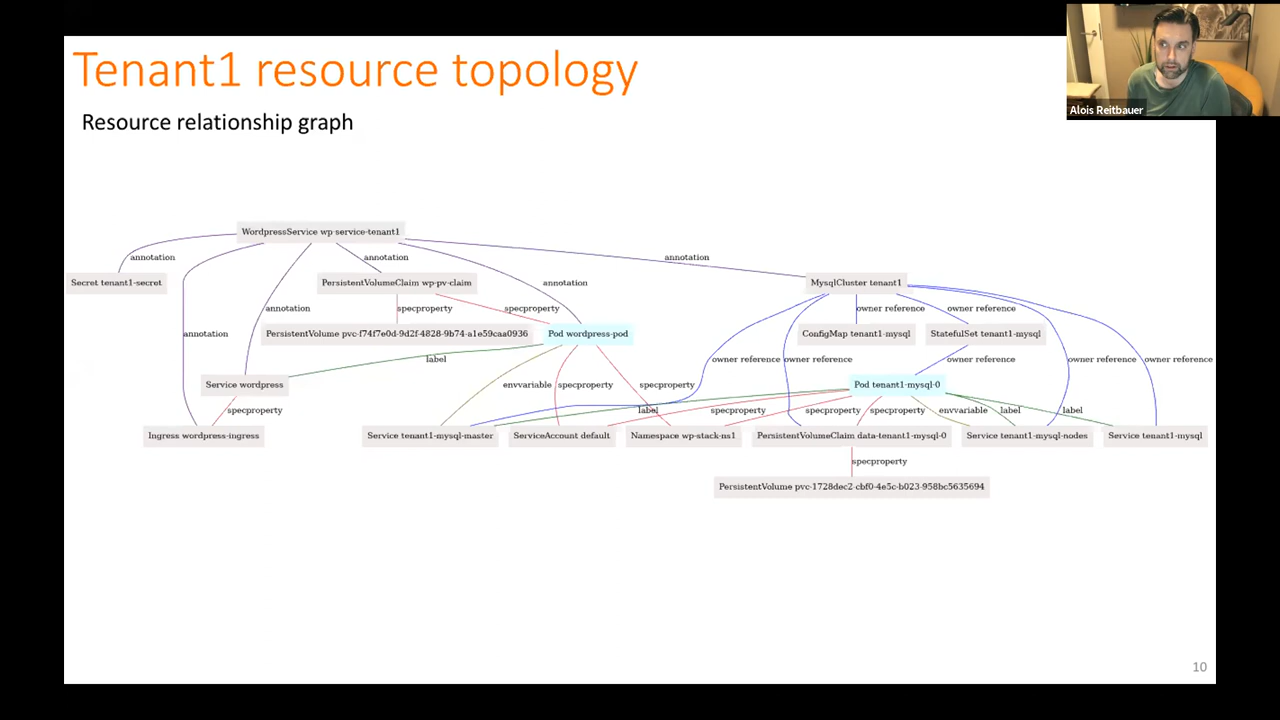 Tenant1 resource topology
Alois Reitbauer
Resource relationship graph
WordpressService wp-service-tenant1
annotation
annotation
annotation
Secret tenant1-secret
PersistentVolumeClaim wp-pv-claim
annotation
MysqlCluster tenant1
annotation
specproperty
specproperty
owner reference
owner reference
annotation
PersistentVolume pvc-f74f7e0d-9d2f-4828-9b74-a1e59caa0936
Pod wordpress-pod
ConfigMap tenant1-mysql
StatefulSet tenant1-mysql
label
owner reference
owner reference
owner reference
owner reference
owner reference
Service wordpress
envvariable
specproperty
specproperty
Pod tenant1-mysql-0
specproperty
label
specproperty
specproperty
specproperty
envvariable
label
label
Ingress wordpress-ingress
Service tenant1-mysql-master
ServiceAccount default
Namespace wp-stack-ns1
PersistentVolumeClaim data-tenant1-mysql-0
Service tenant1-mysql-nodes
Service tenant1-mysql
specproperty
PersistentVolume pvc-1728dec2-cbf0-4e5c-b023-958bc5635694
10